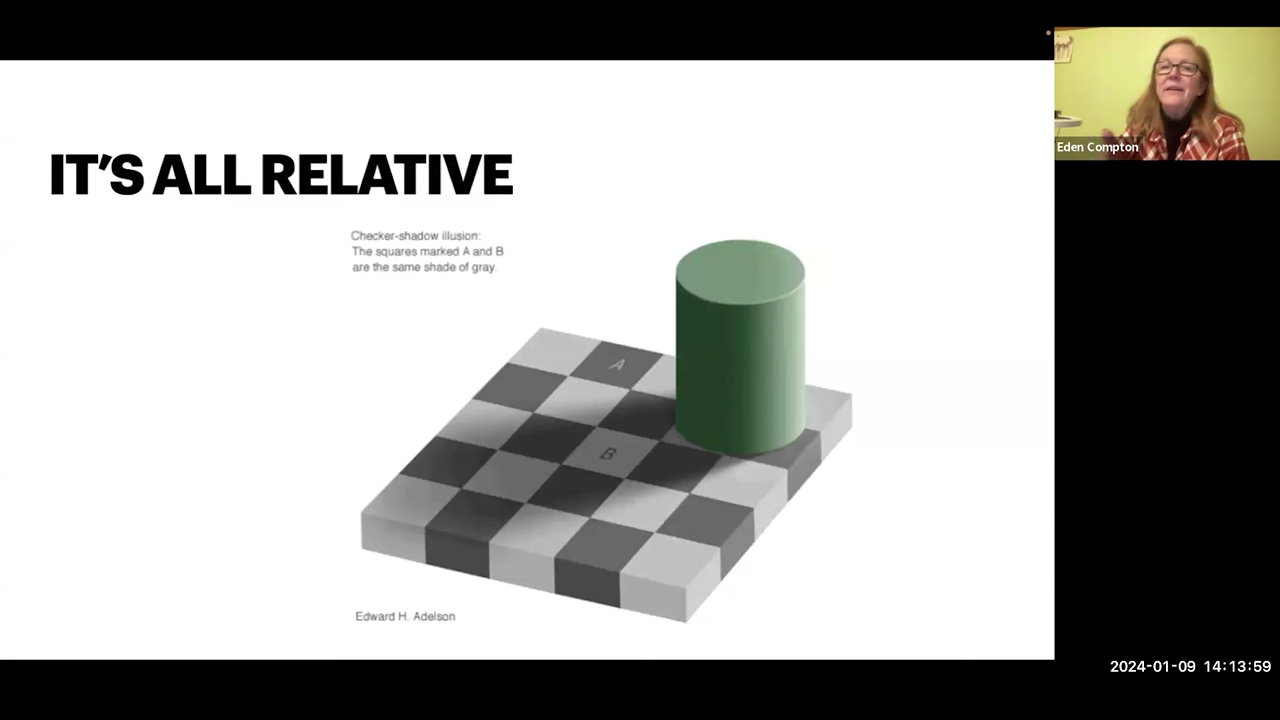 IT'S ALL RELATIVE
Checker-shadow illusion:
The squares marked A and B
are the same shade of gray.
A
B
Edward H. Adelson
Eden Compton
2024-01-09 14:13:59